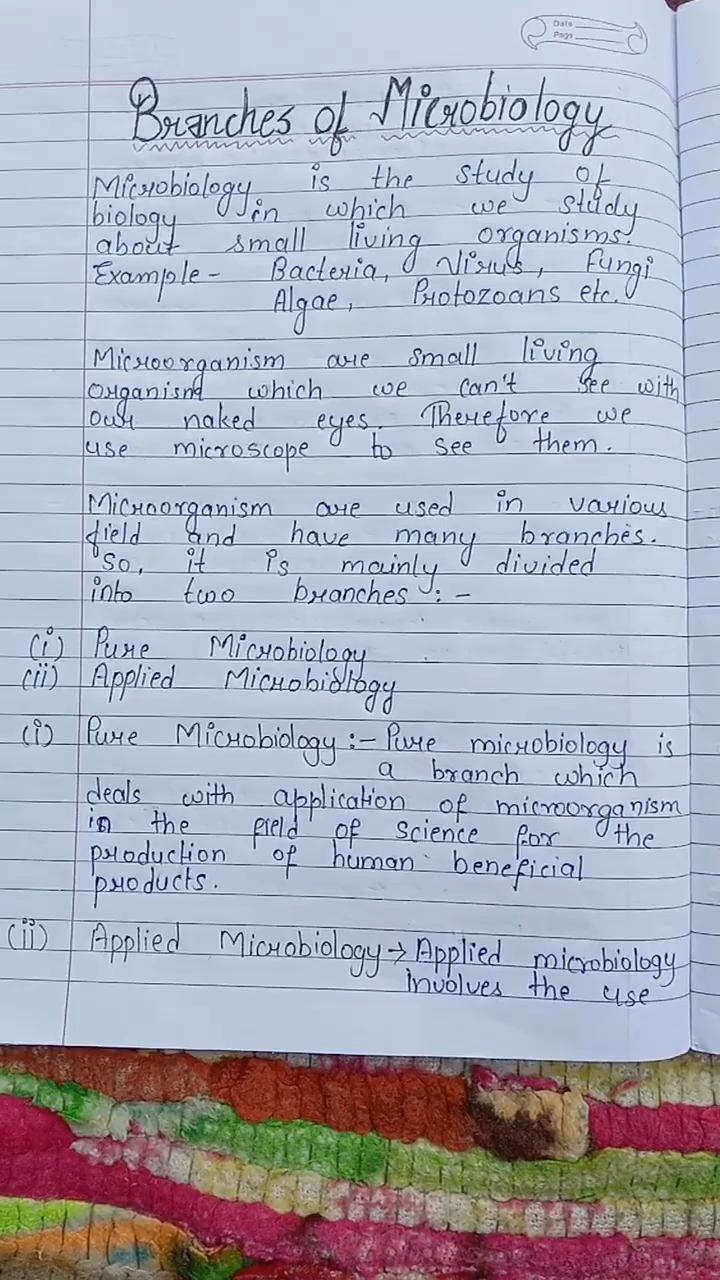 Date
Page
Branches of Microbiology
Microbiology is the study of
biology in which we study
about small living organisms.
Example - Bacteria, Virus, Fungi
Algae, Protozoans etc.
Microorganism are small living
organism which we can't see with
our naked eyes. Therefore we
use microscope to see them.
Microorganism are used in various
field and have many branches.
So, it is mainly divided
into two branches :-
(i) Pure Microbiology
(ii) Applied Microbiology
(i) Pure Microbiology :- Pure microbiology is
a branch which
deals with application of microorganism
in the field of science for the
production of human beneficial
products.
(ii) Applied Microbiology → Applied microbiology
involves the use